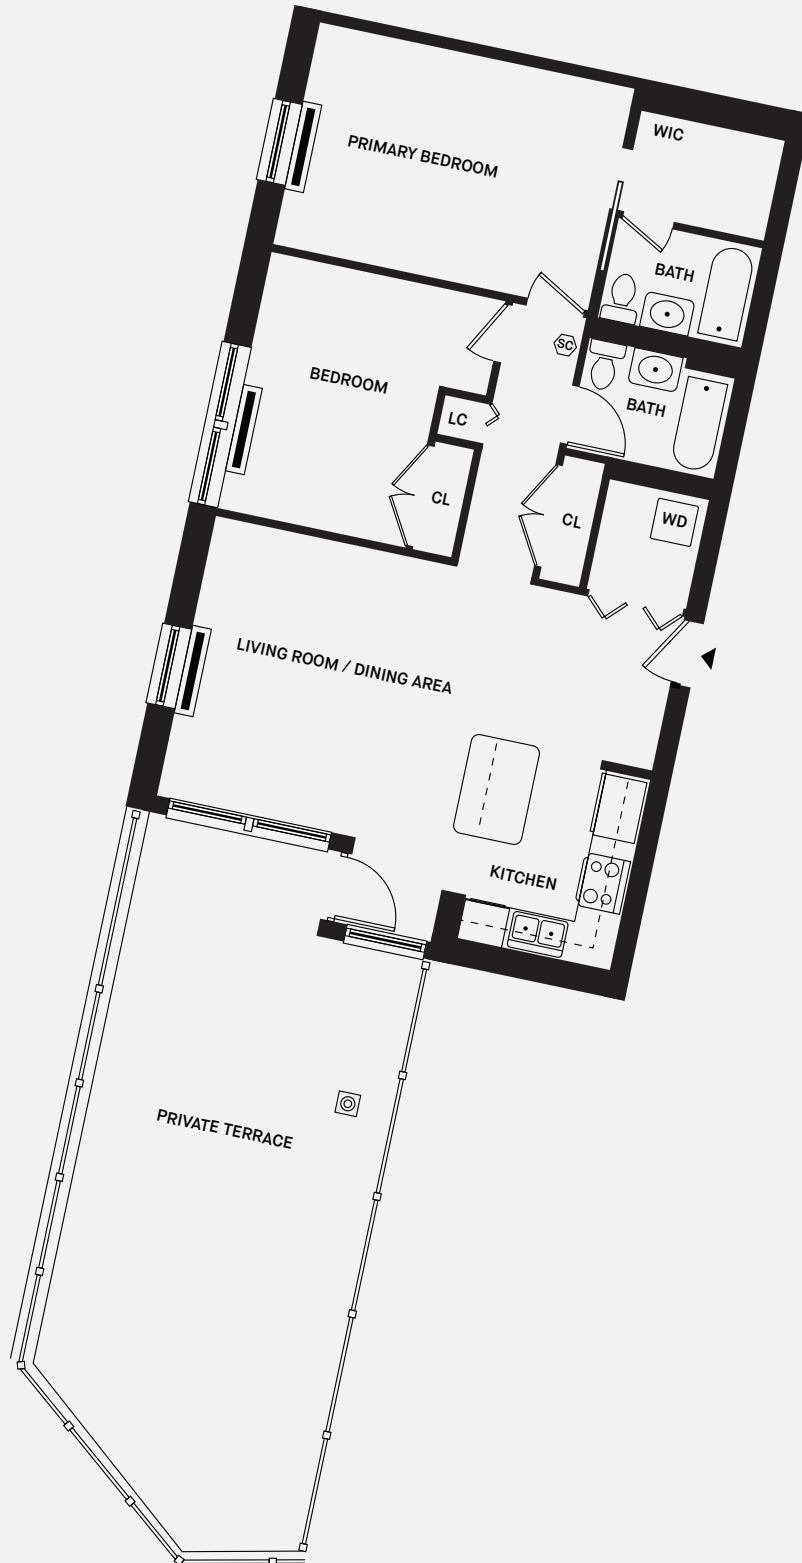 WIC
PRIMARY BEDROOM
BATH
SC
BEDROOM
BATH
LC
CL
CL
WD
LIVING ROOM / DINING AREA
KITCHEN
PRIVATE TERRACE